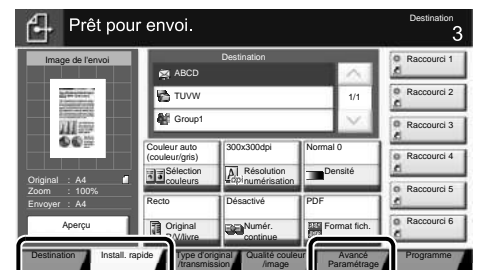 Prêt pour envoi.
Destination
3
Image de l'envoi
Original : A4
Zoom : 100%
Envoyer : A4
Aperçu
Destination
ABCD
TUVW
Group1
1/1
Couleur auto
(couleur/gris)
Sélection
couleurs
300x300dpi
Résolution
numérisation
Normal 0
Densité
Recto
Original
R/V/livre
Désactivé
Numér.
continue
PDF
Format fich.
Raccourci 1
Raccourci 2
Raccourci 3
Raccourci 4
Raccourci 5
Raccourci 6
Destination
Install. rapide
Type d'original
/transmission
Qualité couleur
/image
Avancé
Paramétrage
Programme